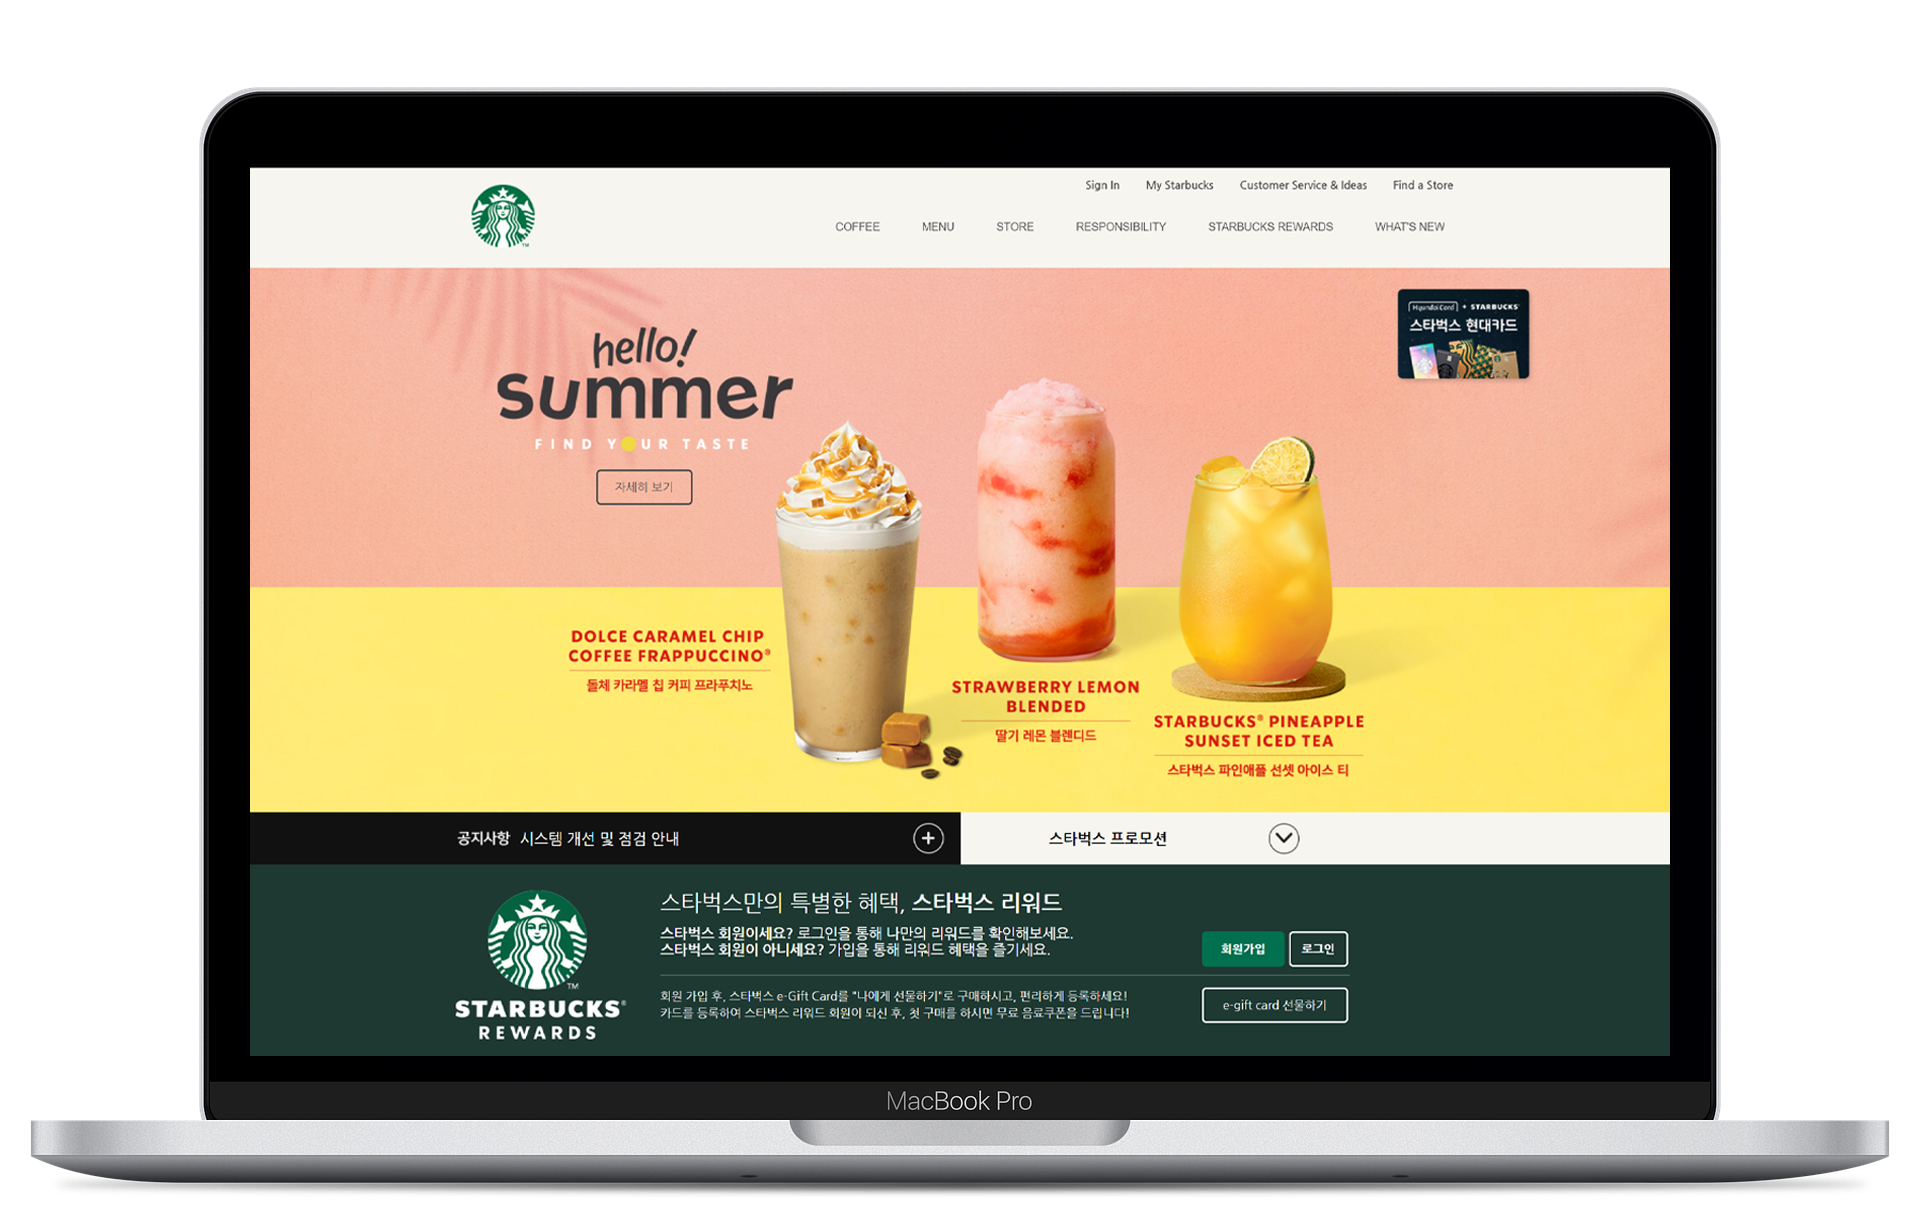 Sign In My Starbucks Customer Service & Ideas Find a Store
COFFEE MENU STORE RESPONSIBILITY STARBUCKS REWARDS WHAT'S NEW
TM
HyundaiCard + STARBUCKS
스타벅스 현대카드
hello!
summer
FIND YOUR TASTE
자세히 보기
DOLCE CARAMEL CHIP
COFFEE FRAPPUCCINO®
돌체 카라멜 칩 커피 프라푸치노
STRAWBERRY LEMON
BLENDED
딸기 레몬 블렌디드
STARBUCKS® PINEAPPLE
SUNSET ICED TEA
스타벅스 파인애플 선셋 아이스 티
공지사항 시스템 개선 및 점검 안내
스타벅스 프로모션
TM
STARBUCKS®
REWARDS
스타벅스만의 특별한 혜택, 스타벅스 리워드
스타벅스 회원이세요? 로그인을 통해 나만의 리워드를 확인해보세요.
스타벅스 회원이 아니세요? 가입을 통해 리워드 혜택을 즐기세요.
회원가입 로그인
회원 가입 후, 스타벅스 e-Gift Card를 "나에게 선물하기"로 구매하시고, 편리하게 등록하세요!
카드를 등록하여 스타벅스 리워드 회원이 되신 후, 첫 구매를 하시면 무료 음료쿠폰을 드립니다!
e-gift card 선물하기
MacBook Pro